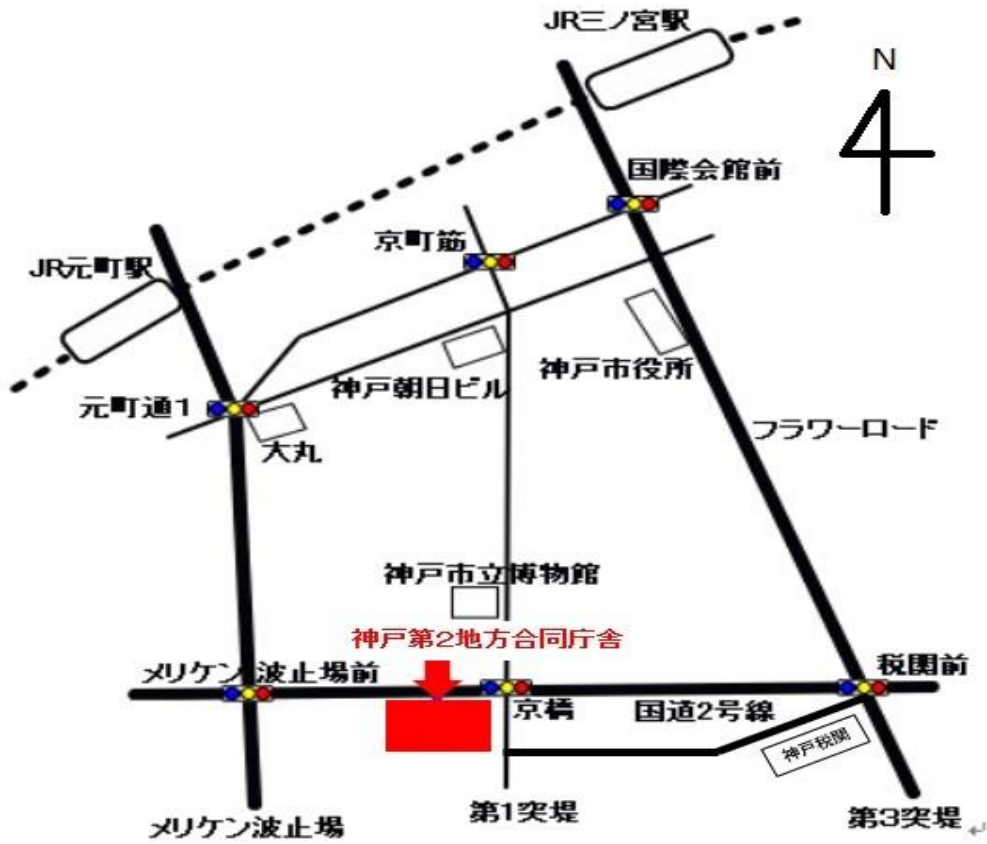 JR三ノ宮駅
N
国際会館前
京町筋
JR元町駅
神戸市役所
神戸朝日ビル
元町通1
フラワーロード
大丸
神戸市立博物館
神戸第2地方合同庁舎
メリケン波止場前
税関前
京橋
国道2号線
神戸税関
第1突堤
メリケン波止場
第3突堤